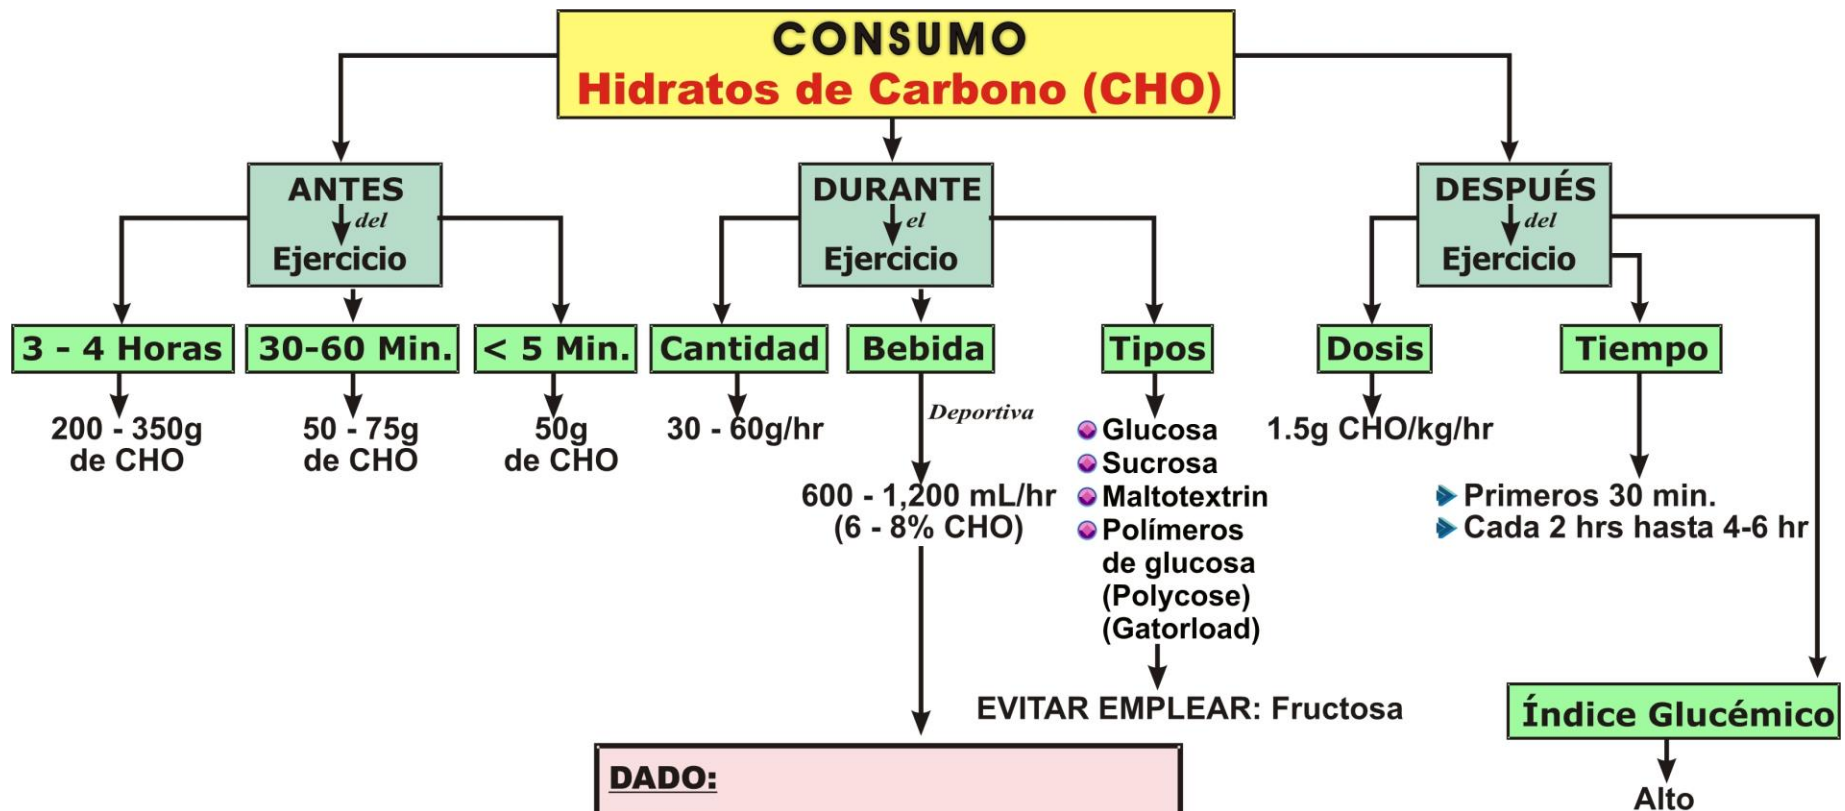 CONSUMO
Hidratos de Carbono (CHO)
ANTES
del
Ejercicio
3 - 4 Horas
200 - 350g
de CHO
30-60 Min.
50 - 75g
de CHO
< 5 Min.
50g
de CHO
DURANTE
el
Ejercicio
Cantidad
30 - 60g/hr
Bebida
Deportiva
600 - 1,200 mL/hr
(6 - 8% CHO)
DADO:
Tipos
Glucosa
Sucrosa
Maltotextrin
Polímeros
de glucosa
(Polycose)
(Gatorload)
EVITAR EMPLEAR: Fructosa
DESPUÉS
del
Ejercicio
Dosis
1.5g CHO/kg/hr
Tiempo
Primeros 30 min.
Cada 2 hrs hasta 4-6 hr
Índice Glucémico
Alto